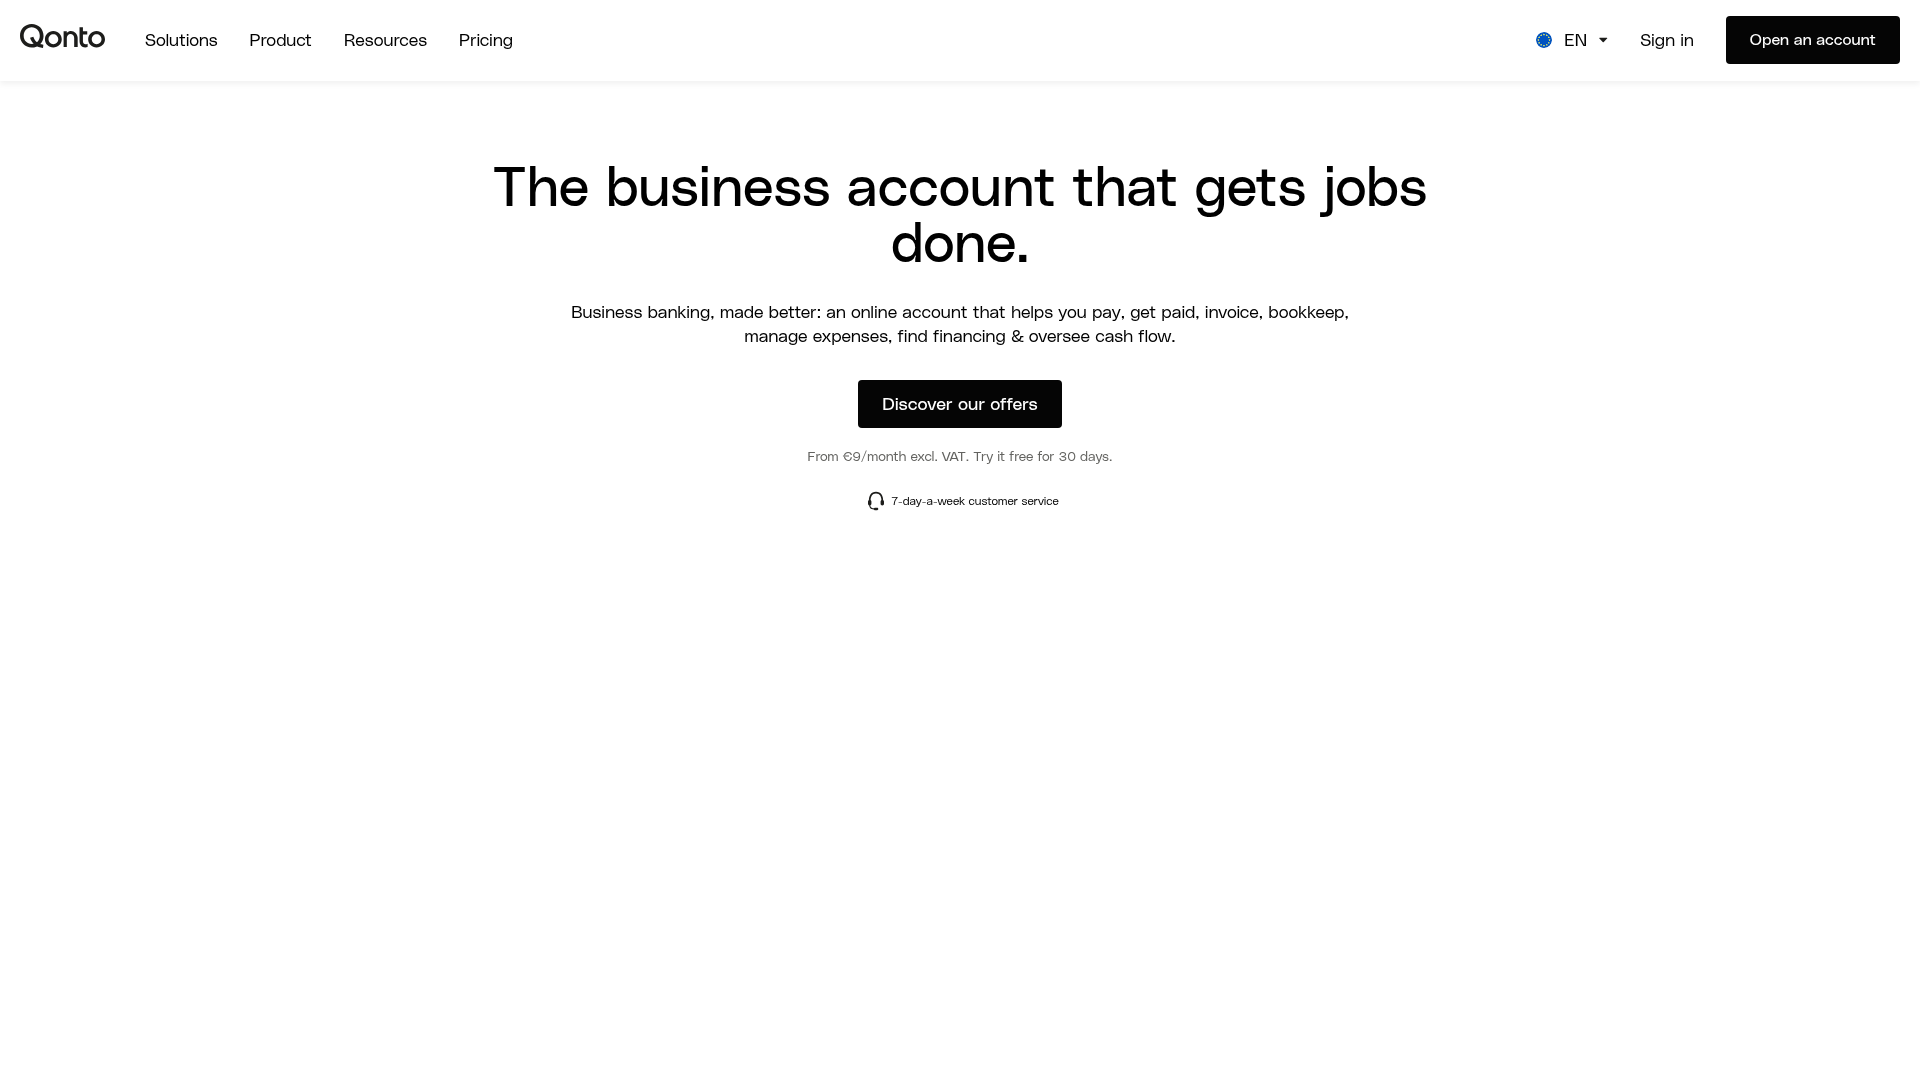 Qonto
Solutions
Product
Resources
Pricing
EN
Sign in
Open an account
The business account that gets jobs
done.
Business banking, made better: an online account that helps you pay, get paid, invoice, bookkeep,
manage expenses, find financing & oversee cash flow.
Discover our offers
From €9/month excl. VAT. Try it free for 30 days.
7-day-a-week customer service